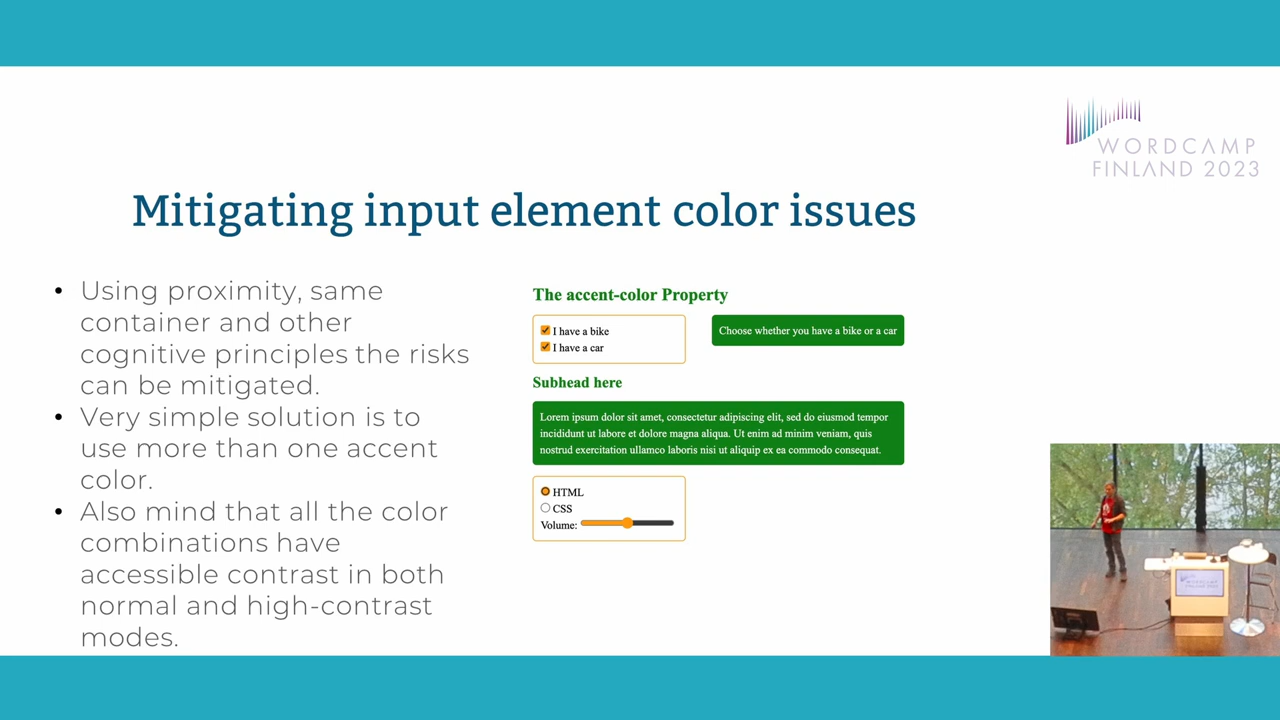 WORDCAMP
FINLAND 2023
Mitigating input element color issues
• Using proximity, same
container and other
cognitive principles the risks
can be mitigated.
• Very simple solution is to
use more than one accent
color.
• Also mind that all the color
combinations have
accessible contrast in both
normal and high-contrast
modes.
The accent-color Property
I have a bike
I have a car
Choose whether you have a bike or a car
Subhead here
Lorem ipsum dolor sit amet, consectetur adipiscing elit, sed do eiusmod tempor
incididunt ut labore et dolore magna aliqua. Ut enim ad minim veniam, quis
nostrud exercitation ullamco laboris nisi ut aliquip ex ea commodo consequat.
HTML
CSS
Volume: